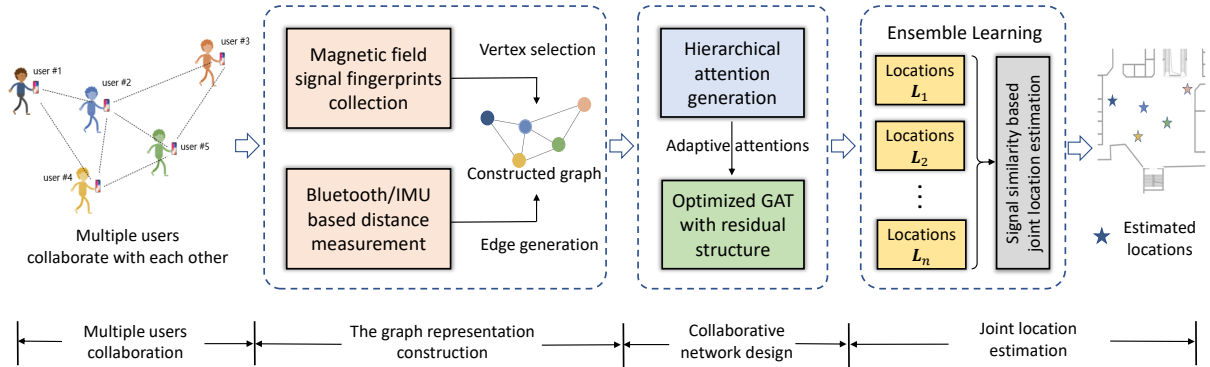 user #1
user #2
user #3
user #4
user #5
Multiple users
collaborate with each other
Magnetic field
signal fingerprints
collection
Bluetooth/IMU
based distance
measurement
Vertex selection
Constructed graph
Edge generation
Hierarchical
attention
generation
Adaptive attentions
Optimized GAT
with residual
structure
Ensemble Learning
Locations
L1
Locations
L2
⋮
Locations
Ln
Signal similarity based
joint location estimation
Estimated
locations
Multiple users
collaboration
The graph representation
construction
Collaborative
network design
Joint location
estimation